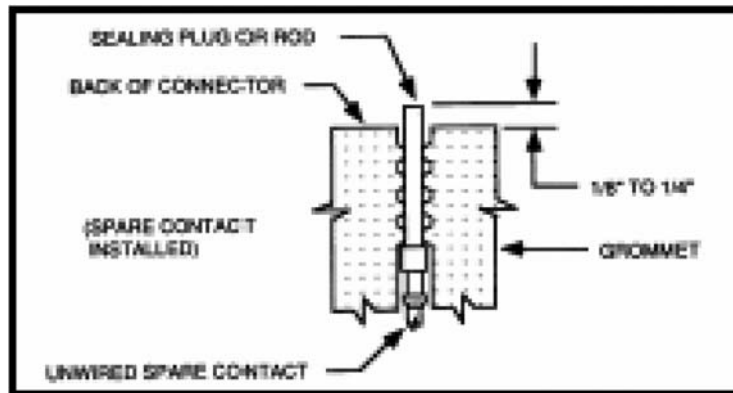 SEALING PLUG OR ROD
BACK OF CONNECTOR
1/8" TO 1/4"
(SPARE CONTACT
INSTALLED)
GROMMET
UNWIRED SPARE CONTACT